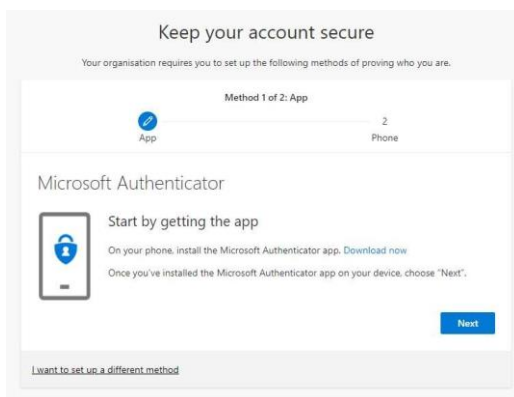 Keep your account secure
Your organisation requires you to set up the following methods of proving who you are.
Method 1 of 2: App
App
2
Phone
Microsoft Authenticator
Start by getting the app
On your phone, install the Microsoft Authenticator app. Download now
Once you've installed the Microsoft Authenticator app on your device, choose "Next".
Next
I want to set up a different method